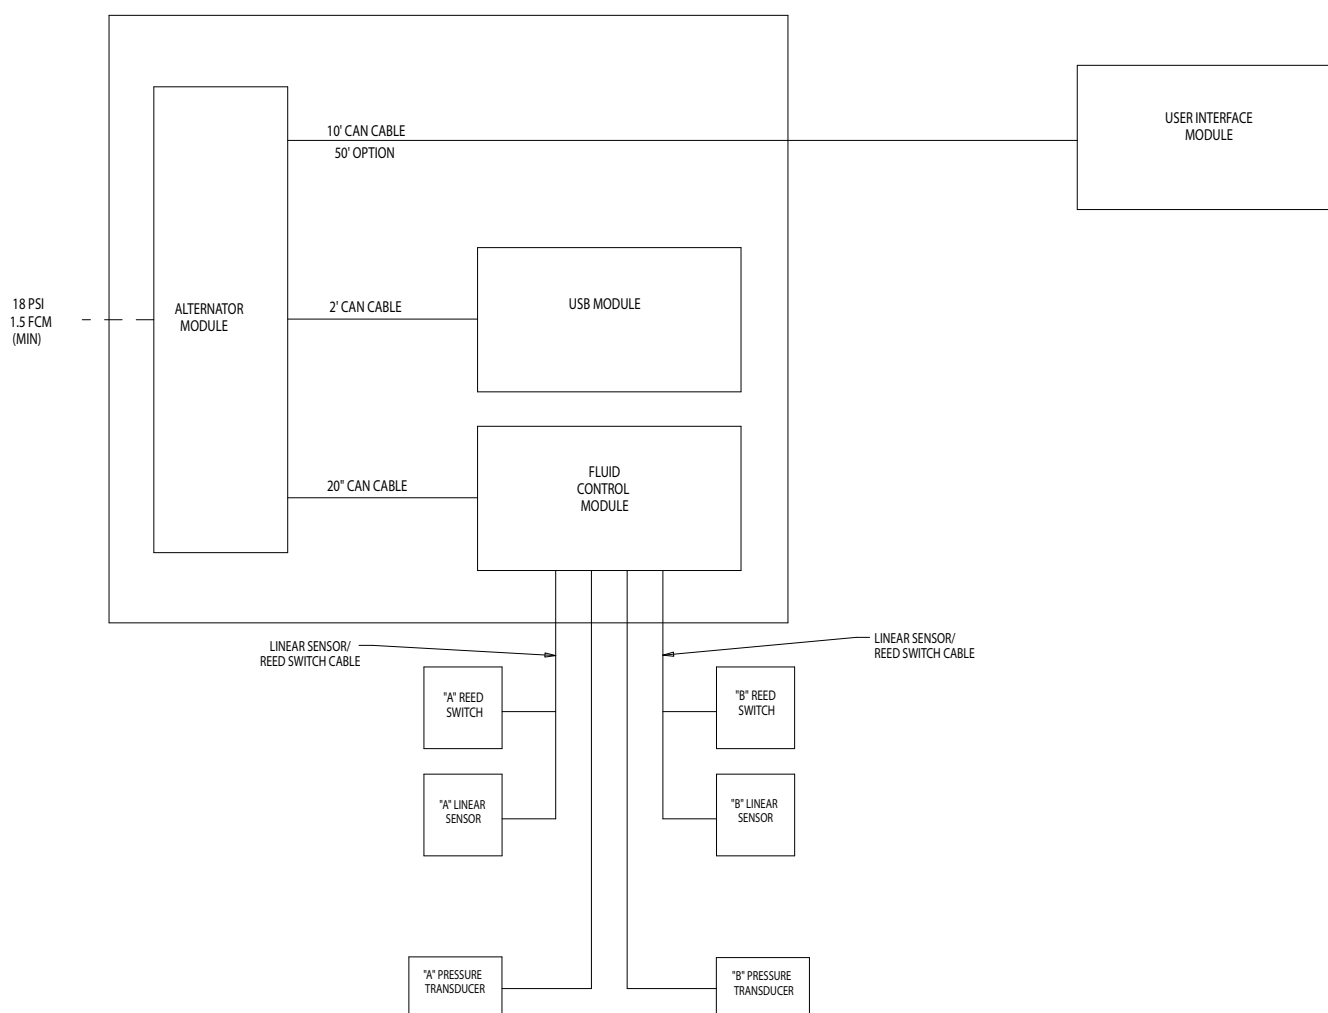 10' CAN CABLE
50' OPTION
USER INTERFACE
MODULE
18 PSI
1.5 FCM
(MIN)
ALTERNATOR
MODULE
2' CAN CABLE
USB MODULE
20" CAN CABLE
FLUID
CONTROL
MODULE
LINEAR SENSOR/
REED SWITCH CABLE
LINEAR SENSOR/
REED SWITCH CABLE
"A" REED
SWITCH
"B" REED
SWITCH
"A" LINEAR
SENSOR
"B" LINEAR
SENSOR
"A" PRESSURE
TRANSDUCER
"B" PRESSURE
TRANSDUCER